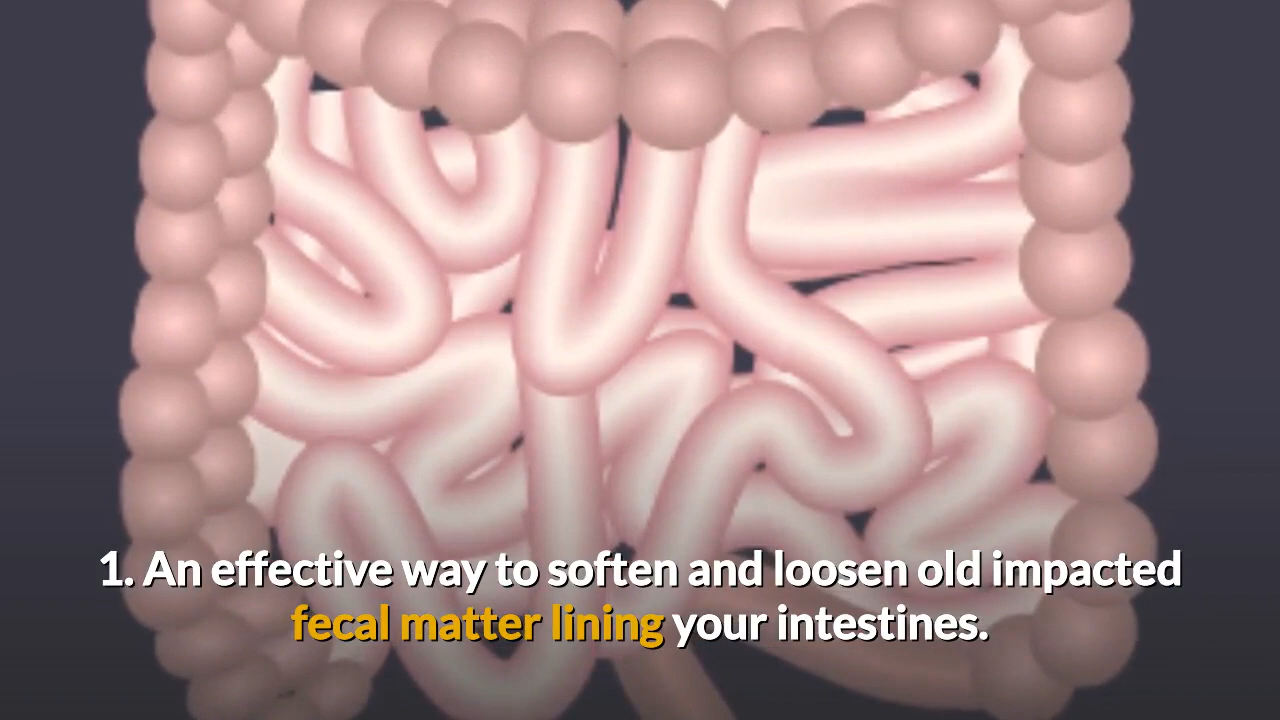 1. An effective way to soften and loosen old impacted
fecal matter lining your intestines.